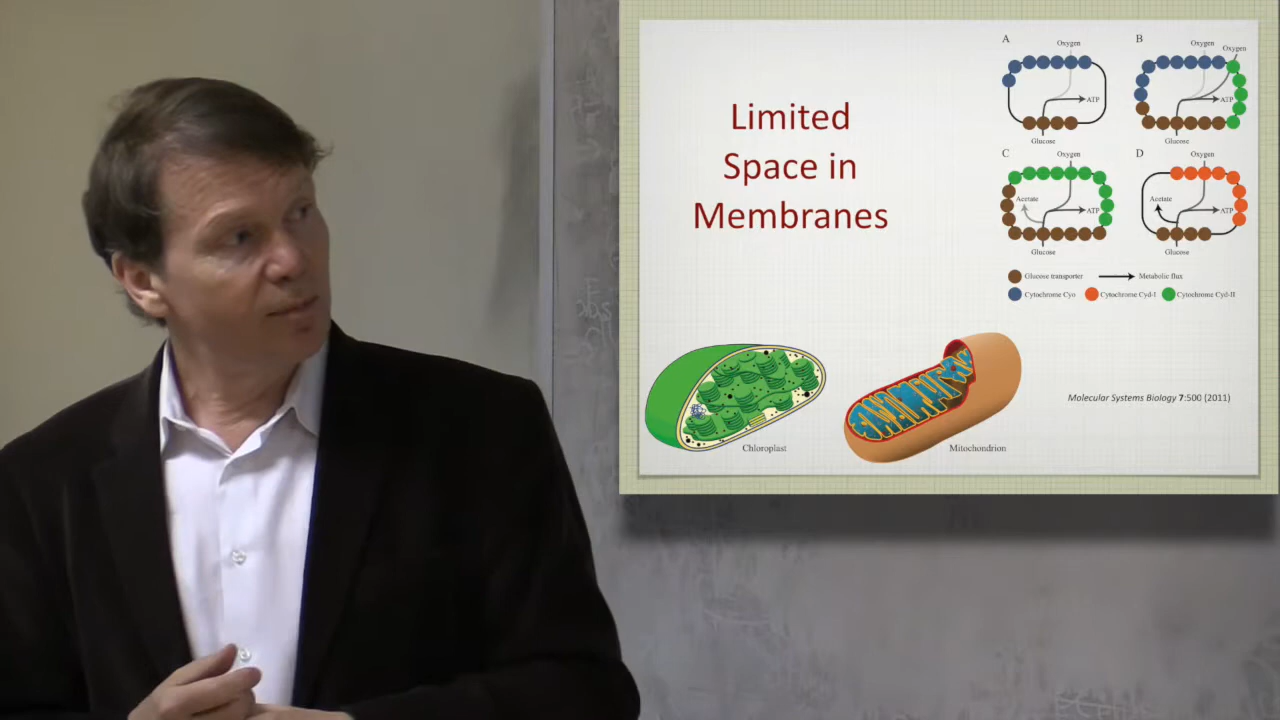 Limited
Space in
Membranes
A
Oxygen
ATP
Glucose
B
Oxygen
Oxygen
ATP
Glucose
C
Oxygen
Acetate
ATP
Glucose
D
Oxygen
Acetate
ATP
Glucose
Glucose transporter
Metabolic flux
Cytochrome Cyo
Cytochrome Cyd-I
Cytochrome Cyd-II
Chloroplast
Mitochondrion
Molecular Systems Biology 7:500 (2011)